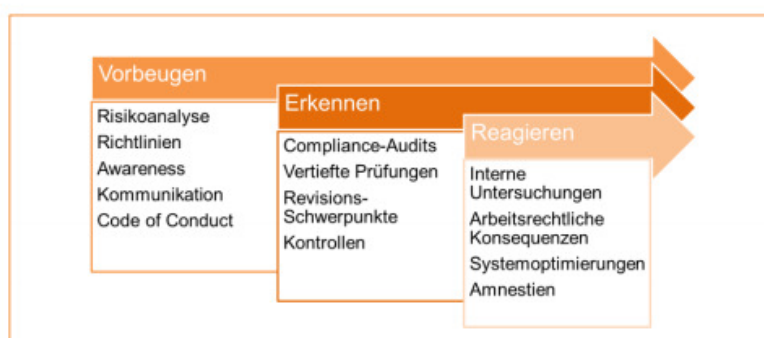 Vorbeugen
Risikoanalyse
Richtlinien
Awareness
Kommunikation
Code of Conduct
Erkennen
Compliance-Audits
Vertiefte Prüfungen
Revisions-
Schwerpunkte
Kontrollen
Reagieren
Interne
Untersuchungen
Arbeitsrechtliche
Konsequenzen
Systemoptimierungen
Amnestien